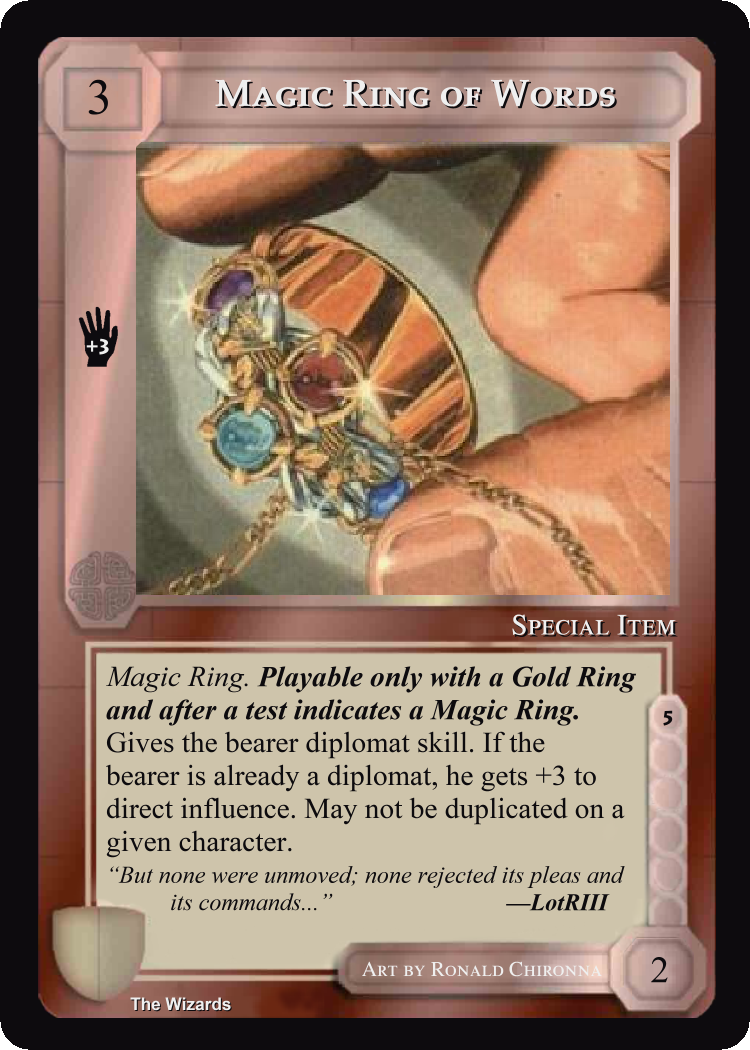 3
Magic Ring of Words
+3
Special Item
Magic Ring. Playable only with a Gold Ring
and after a test indicates a Magic Ring.
Gives the bearer diplomat skill. If the
bearer is already a diplomat, he gets +3 to
direct influence. May not be duplicated on a
given character.
“But none were unmoved; none rejected its pleas and
its commands...” —LotRIII
5
Art by Ronald Chironna
2
The Wizards